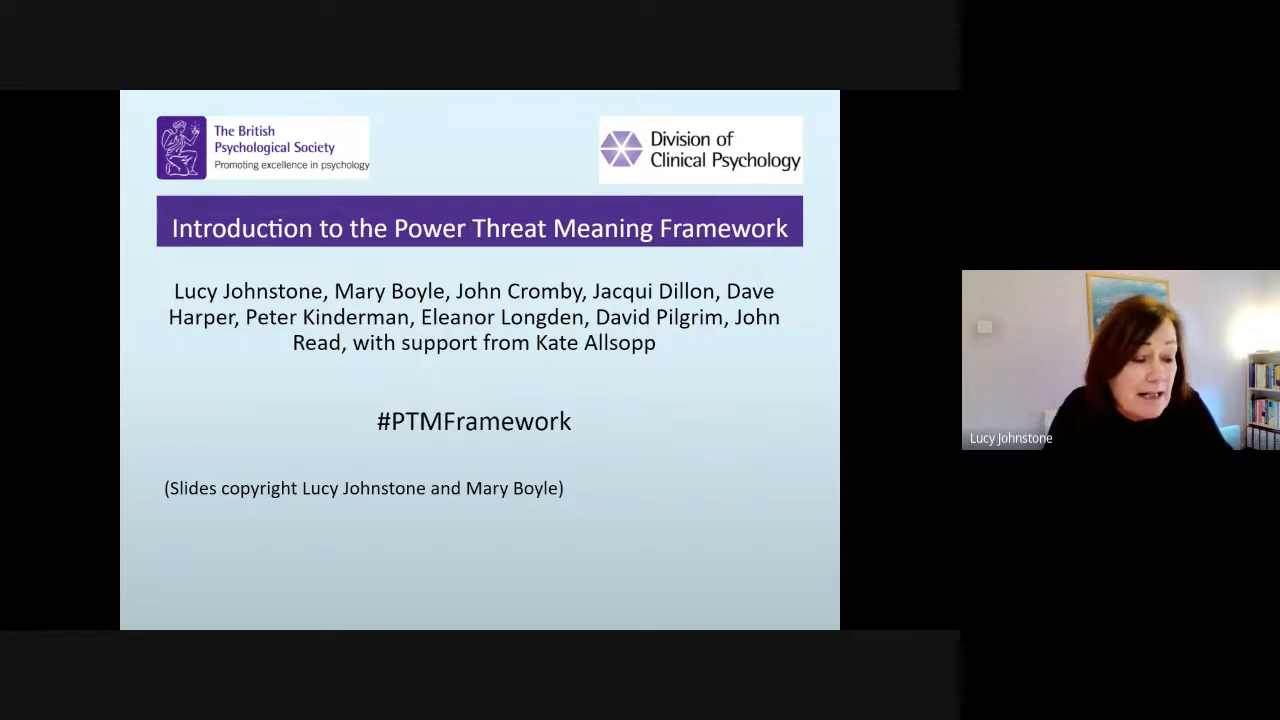 The British
Psychological Society
Promoting excellence in psychology
Division of
Clinical Psychology
Introduction to the Power Threat Meaning Framework
Lucy Johnstone, Mary Boyle, John Cromby, Jacqui Dillon, Dave
Harper, Peter Kinderman, Eleanor Longden, David Pilgrim, John
Read, with support from Kate Allsopp
#PTMFramework
(Slides copyright Lucy Johnstone and Mary Boyle)
Lucy Johnstone